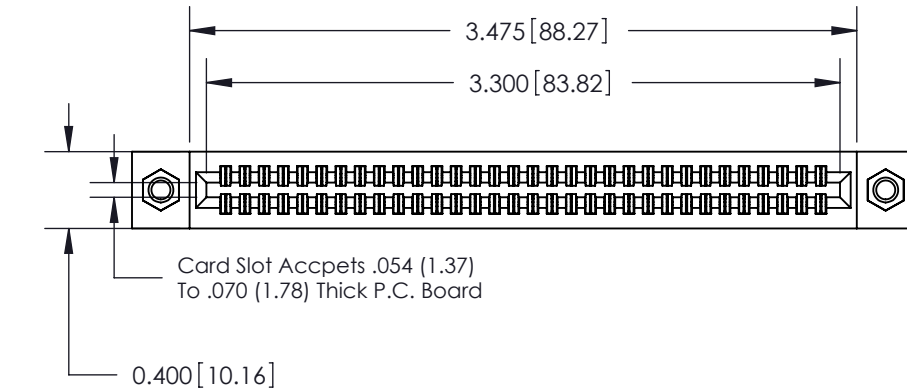 3.475[88.27]
3.300[83.82]
Card Slot Accpets .054 (1.37)
To .070 (1.78) Thick P.C. Board
0.400[10.16]